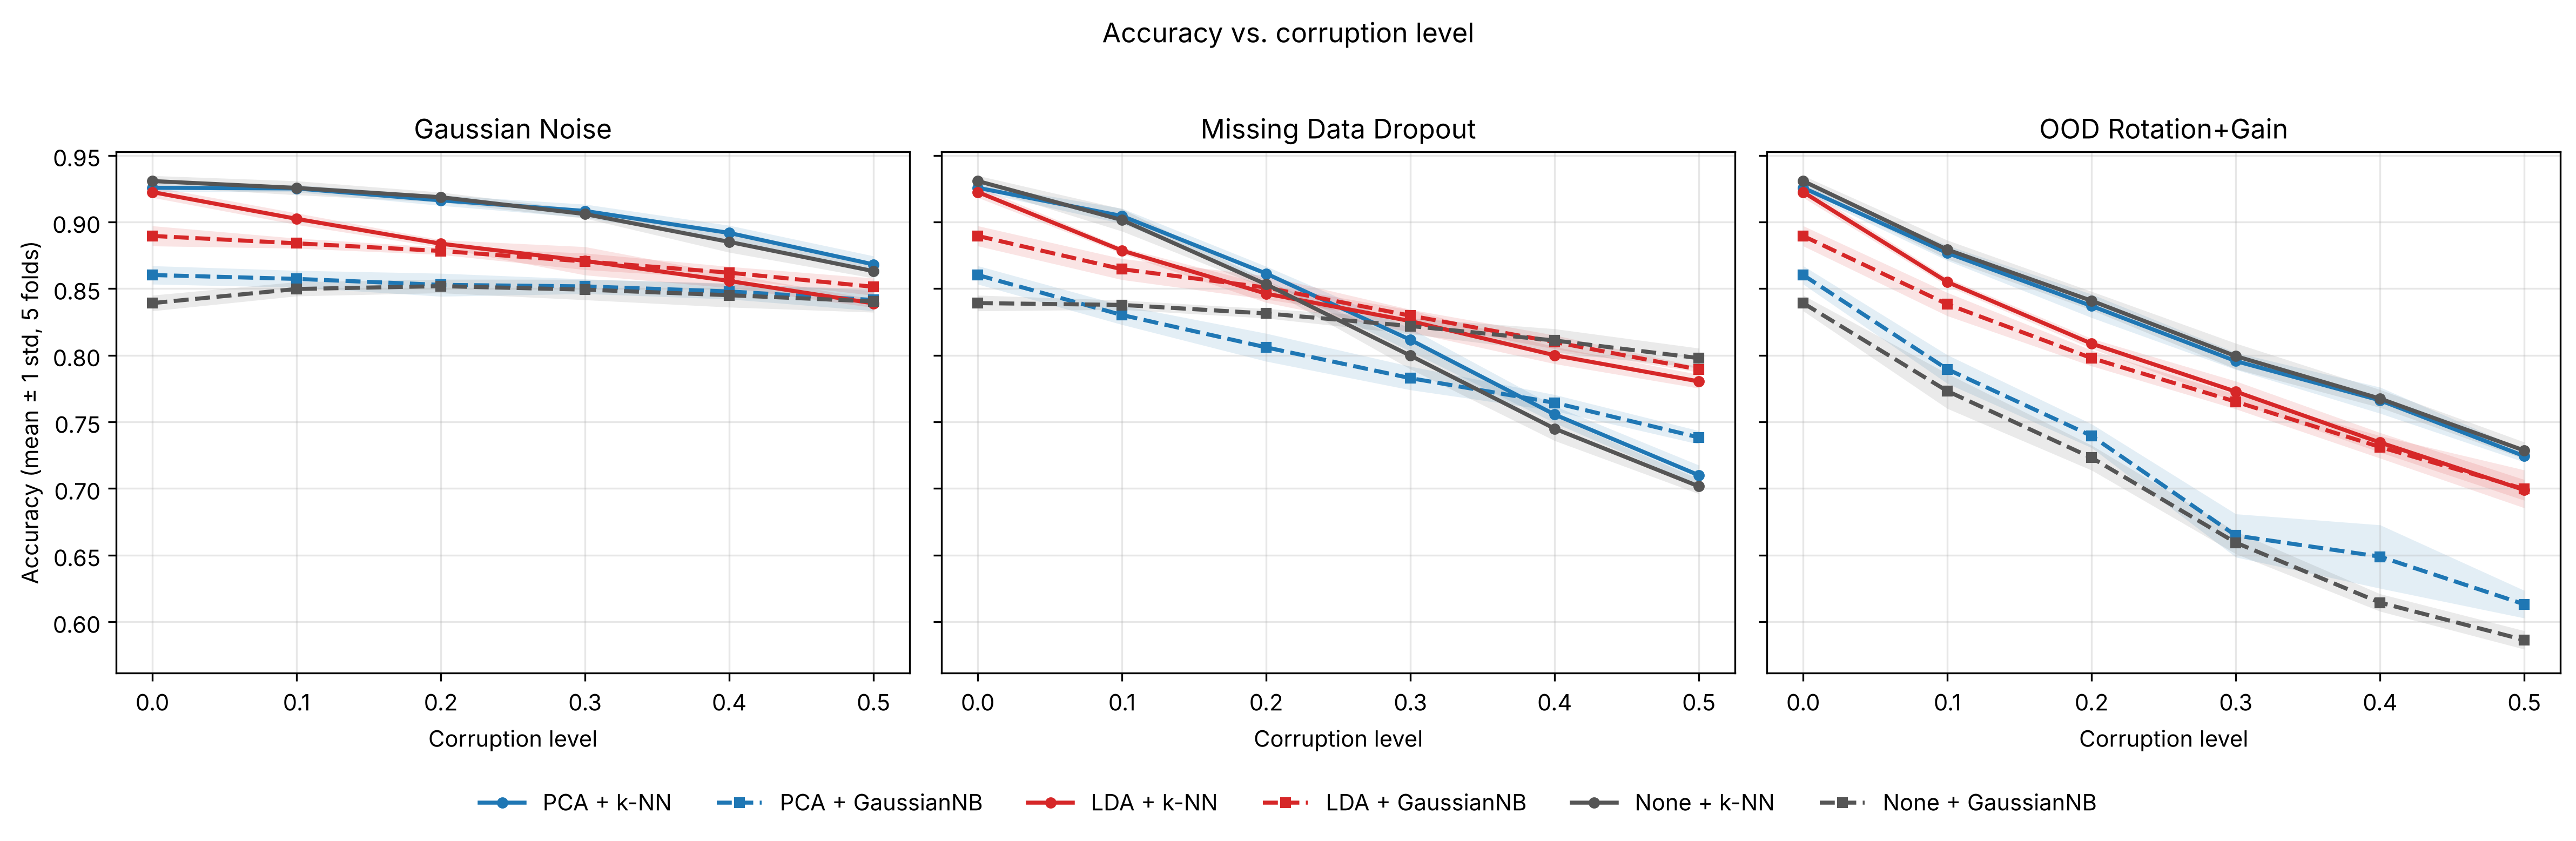 Accuracy vs. corruption level
Gaussian Noise
Missing Data Dropout
OOD Rotation+Gain
Accuracy (mean ± 1 std, 5 folds)
0.95
0.90
0.85
0.80
0.75
0.70
0.65
0.60
0.0 0.1 0.2 0.3 0.4 0.5
0.0 0.1 0.2 0.3 0.4 0.5
0.0 0.1 0.2 0.3 0.4 0.5
Corruption level
Corruption level
Corruption level
PCA + k-NN PCA + GaussianNB LDA + k-NN LDA + GaussianNB None + k-NN None + GaussianNB